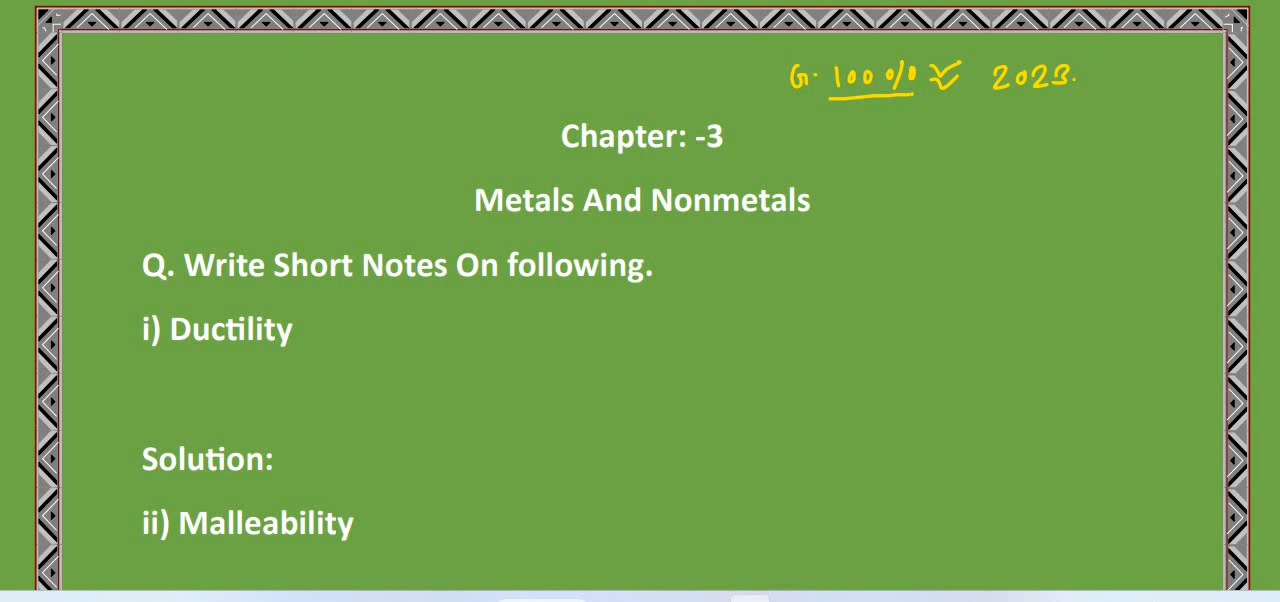 G. 100 % 2023.
Chapter: -3
Metals And Nonmetals
Q. Write Short Notes On following.
i) Ductility
Solution:
ii) Malleability